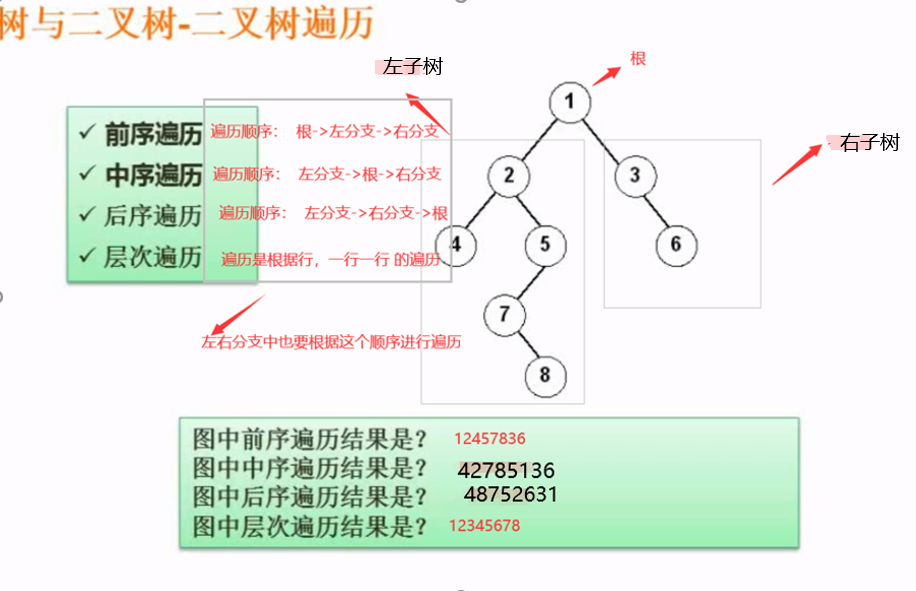 树与二叉树-二叉树遍历
左子树
根
1
✓ 前序遍历 遍历顺序： 根->左分支->右分支
右子树
✓ 中序遍历 遍历顺序： 左分支->根->右分支
2
3
✓ 后序遍历 遍历顺序： 左分支->右分支->根
4
5
6
✓ 层次遍历 遍历是根据行，一行一行 的遍历
7
左右分支中也要根据这个顺序进行遍历
8
图中前序遍历结果是？ 12457836
图中中序遍历结果是？ 42785136
图中后序遍历结果是？ 48752631
图中层次遍历结果是？ 12345678